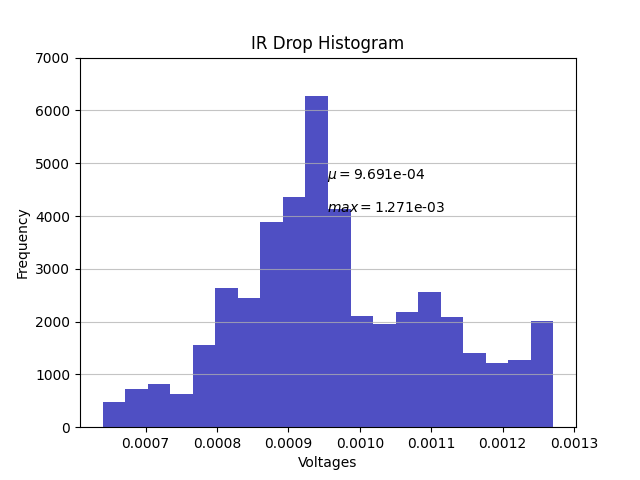 IR Drop Histogram
7000
6000
5000
4000
3000
2000
1000
0
Frequency
μ = 9.691e-04
max = 1.271e-03
0.0007 0.0008 0.0009 0.0010 0.0011 0.0012 0.0013
Voltages